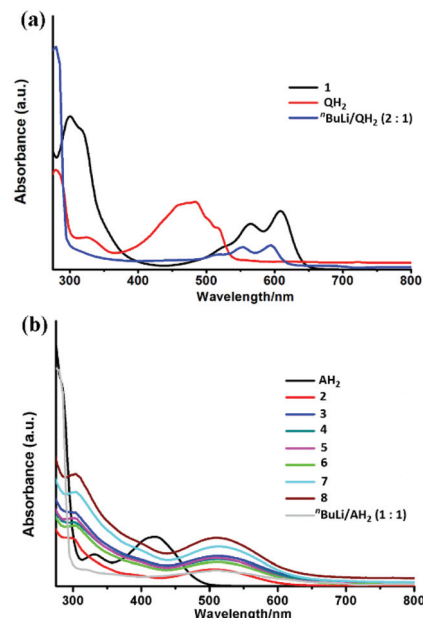 (a)
1
QH₂
ⁿBuLi/QH₂ (2 : 1)
Absorbance (a.u.)
300 400 500 600 700 800
Wavelength/nm
(b)
AH₂
2
3
4
5
6
7
8
ⁿBuLi/AH₂ (1 : 1)
Absorbance (a.u.)
300 400 500 600 700 800
Wavelength/nm